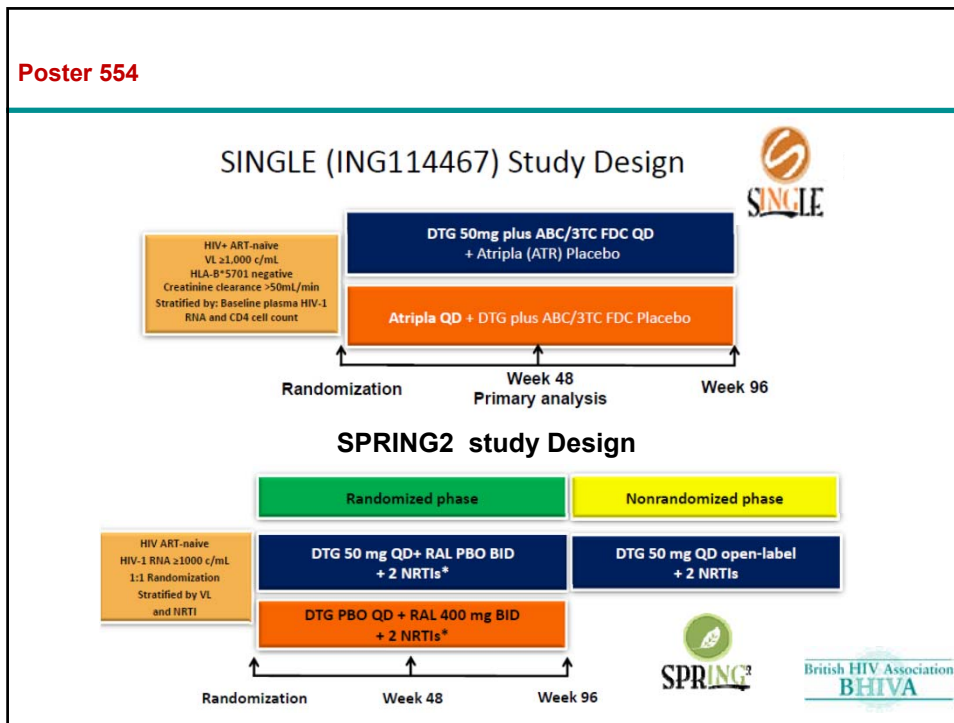 Poster 554
SINGLE (ING114467) Study Design
SINGLE
HIV+ ART-naïve
VL ≥1,000 c/mL
HLA-B*5701 negative
Creatinine clearance >50mL/min
Stratified by: Baseline plasma HIV-1
RNA and CD4 cell count
DTG 50mg plus ABC/3TC FDC QD
+ Atripla (ATR) Placebo
Atripla QD + DTG plus ABC/3TC FDC Placebo
Randomization
Week 48
Primary analysis
Week 96
SPRING2 study Design
Randomized phase
Nonrandomized phase
HIV ART-naive
HIV-1 RNA ≥1000 c/mL
1:1 Randomization
Stratified by VL
and NRTI
DTG 50 mg QD+ RAL PBO BID
+ 2 NRTIs*
DTG 50 mg QD open-label
+ 2 NRTIs
DTG PBO QD + RAL 400 mg BID
+ 2 NRTIs*
Randomization
Week 48
Week 96
SPRING²
British HIV Association
BHIVA